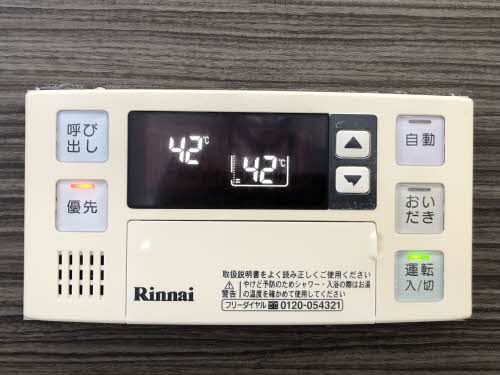 呼び
出し
優先
42℃
42℃
自動
おい
だき
運転
入/切
Rinnai
取扱説明書をよく読み正しくご使用ください
警告
やけど予防のためシャワー・入浴の際はお湯
の温度を確かめて使用してください。
フリーダイヤル 0120-054321